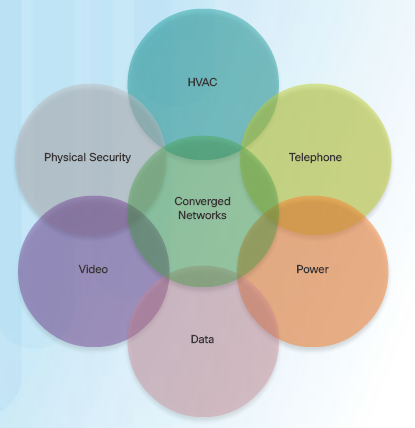 HVAC
Physical Security
Telephone
Converged
Networks
Video
Power
Data